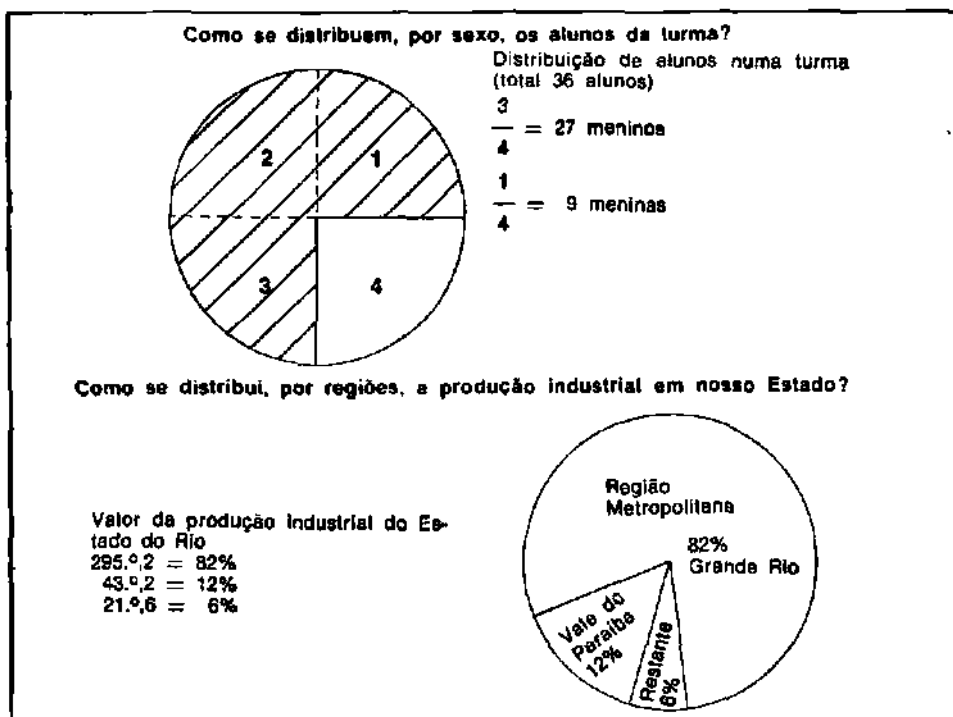 Como se distribuem, por sexo, os alunos da turma?
Distribuição de alunos numa turma
(total 36 alunos)
3
4
= 27 meninos
1
4
= 9 meninas
2
1
3
4
Como se distribui, por regiões, a produção industrial em nosso Estado?
Valor da produção industrial do Es-
tado do Rio
295.º,2 = 82%
43.º,2 = 12%
21.º,6 = 6%
Região
Metropolitana
82%
Grande Rio
Vale do
Paraíba
12%
Restante
6%